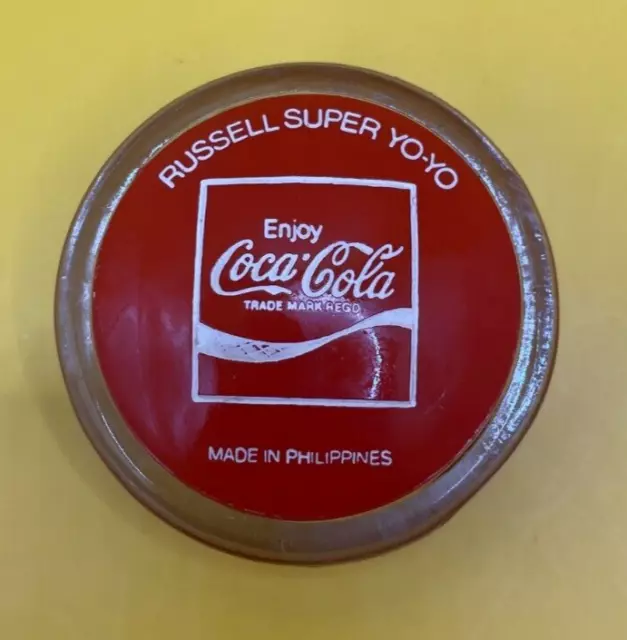 RUSSELL SUPER YO-YO
Enjoy
Coca-Cola
TRADE MARK REGD
MADE IN PHILIPPINES